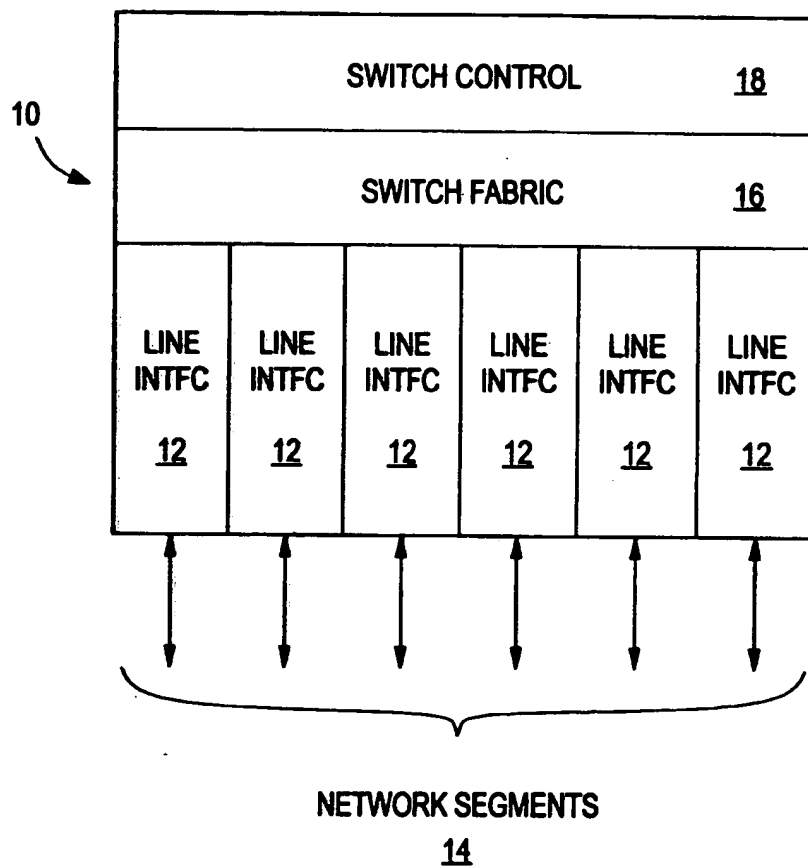 SWITCH CONTROL 18
10
SWITCH FABRIC 16
LINE INTFC 12
LINE INTFC 12
LINE INTFC 12
LINE INTFC 12
LINE INTFC 12
LINE INTFC 12
NETWORK SEGMENTS
14